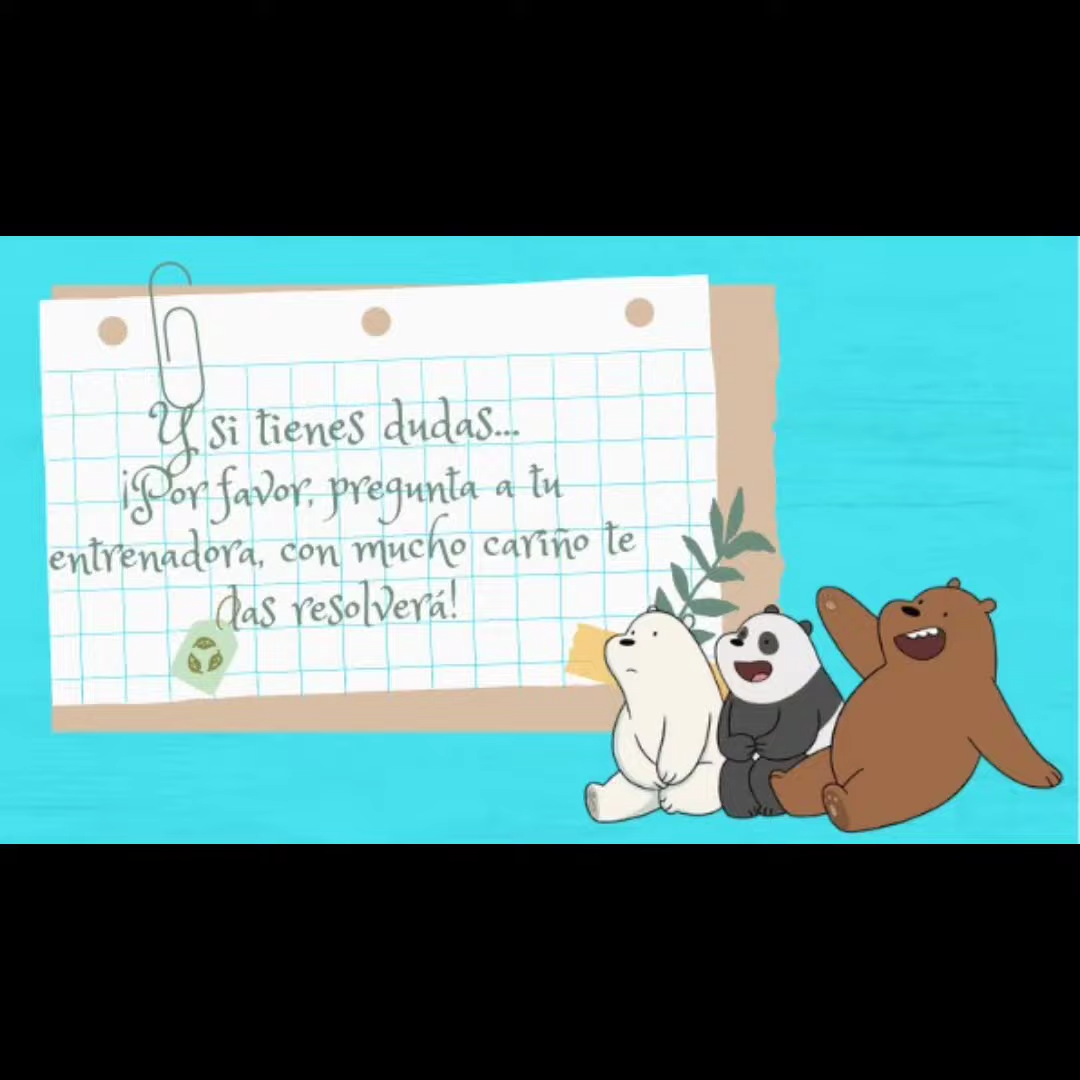 Y si tienes dudas...
¡Por favor, pregunta a tu
entrenadora, con mucho cariño te
las resolverá!